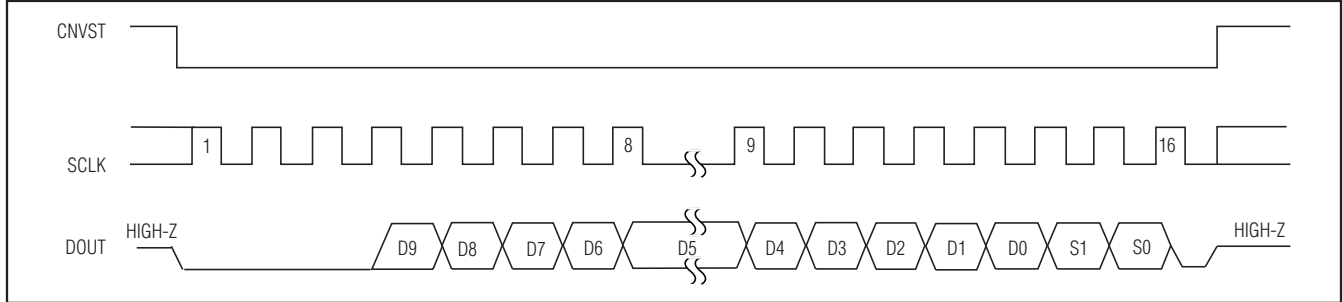 CNVST
1
8
9
16
SCLK
HIGH-Z
DOUT
D9 D8 D7 D6 D5 D4 D3 D2 D1 D0 S1 S0
HIGH-Z